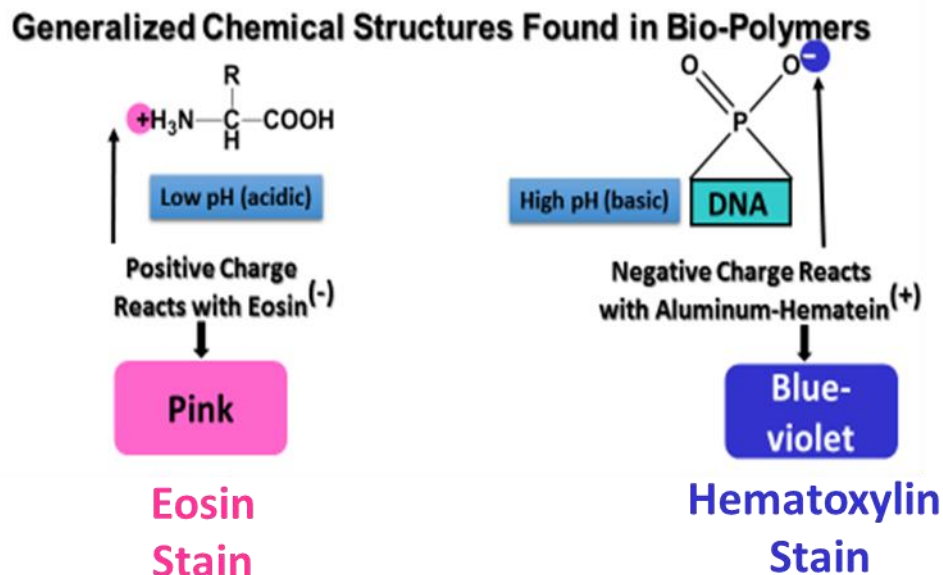 Generalized Chemical Structures Found in Bio-Polymers
R
+H₃N—C—COOH
H
Low pH (acidic)
Positive Charge
Reacts with Eosin(-)
Pink
Eosin
Stain
O O−
P
High pH (basic)
DNA
Negative Charge Reacts
with Aluminum-Hematein(+)
Blue-
violet
Hematoxylin
Stain